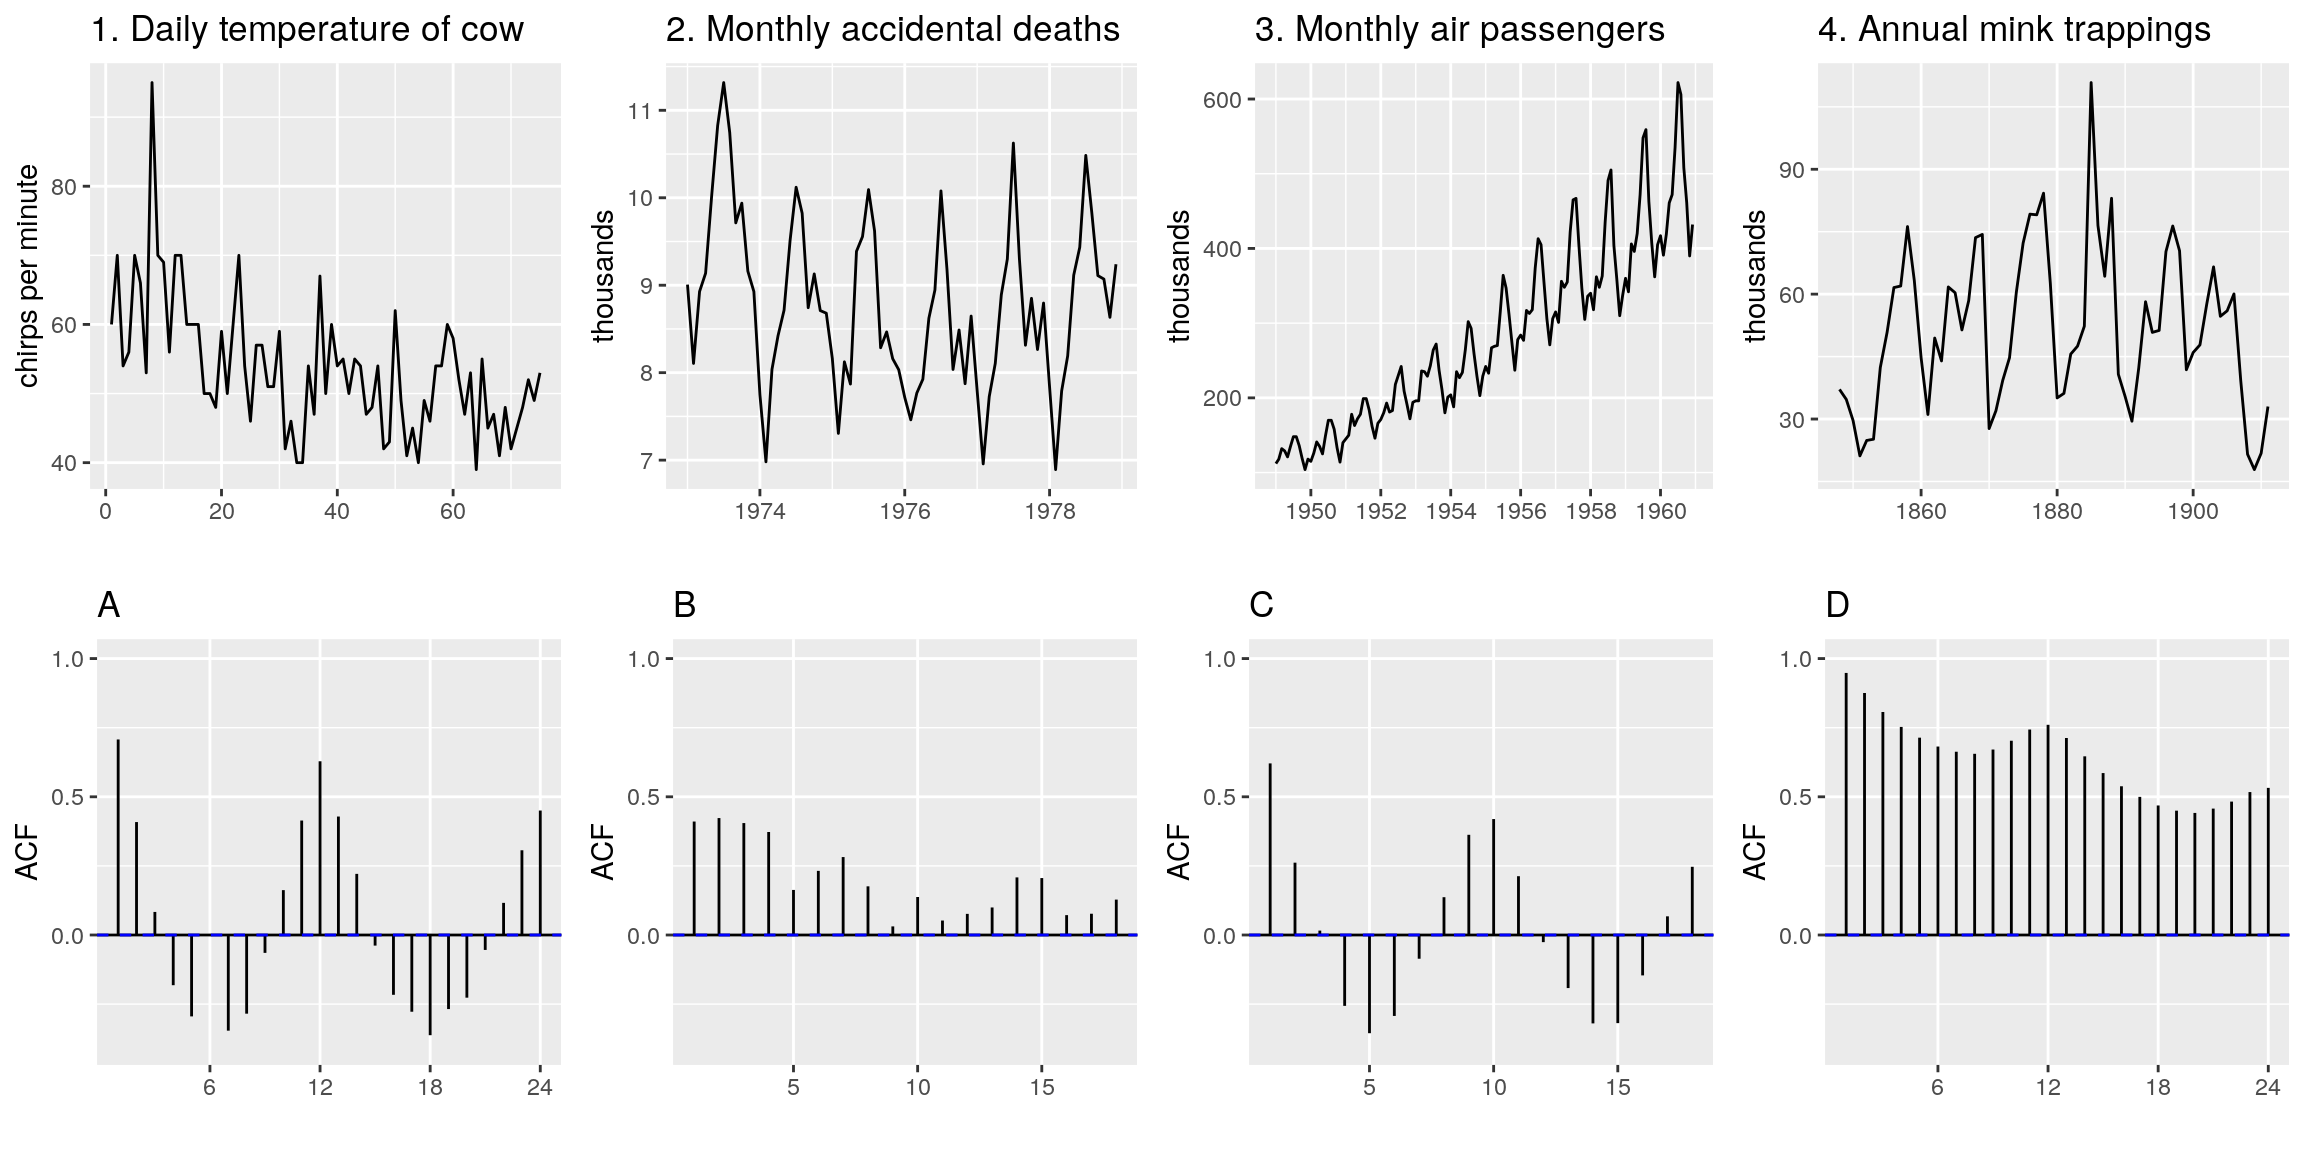 1. Daily temperature of cow
2. Monthly accidental deaths
3. Monthly air passengers
4. Annual mink trappings
chirps per minute
80
60
40
0 20 40 60
thousands
11
10
9
8
7
1974 1976 1978
thousands
600
400
200
1950 1952 1954 1956 1958 1960
thousands
90
60
30
1860 1880 1900
A
B
C
D
ACF
1.0
0.5
0.0
6 12 18 24
ACF
1.0
0.5
0.0
5 10 15
ACF
1.0
0.5
0.0
5 10 15
ACF
1.0
0.5
0.0
6 12 18 24